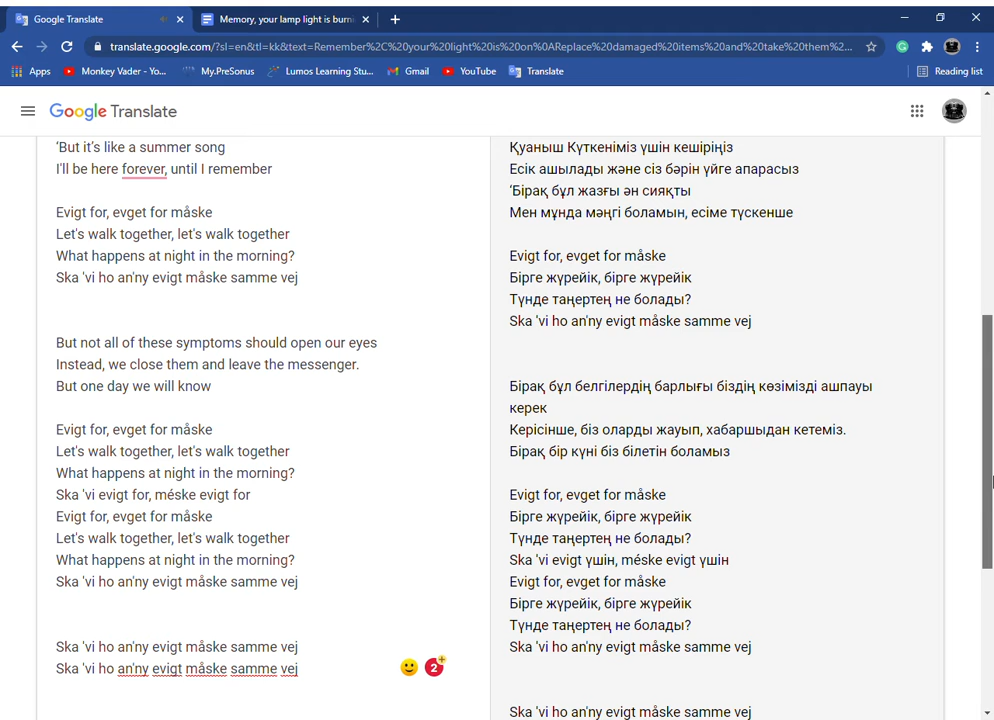 Google Translate
Memory, your lamp light is burni
translate.google.com/?sl=en&tl=kk&text=Remember%2C%20your%20light%20is%20on%0AReplace%20damaged%20items%20and%20take%20them%2...
Apps
Monkey Vader - Yo...
My.PreSonus
Lumos Learning Stu...
Gmail
YouTube
Translate
Reading list
Google Translate
‘But it’s like a summer song
I'll be here forever, until I remember
Evigt for, evget for måske
Let's walk together, let's walk together
What happens at night in the morning?
Ska 'vi ho an'ny evigt måske samme vej
But not all of these symptoms should open our eyes
Instead, we close them and leave the messenger.
But one day we will know
Evigt for, evget for måske
Let's walk together, let's walk together
What happens at night in the morning?
Ska 'vi evigt for, méske evigt for
Evigt for, evget for måske
Let's walk together, let's walk together
What happens at night in the morning?
Ska 'vi ho an'ny evigt måske samme vej
Ska 'vi ho an'ny evigt måske samme vej
Ska 'vi ho an'ny evigt måske samme vej
2
Қуаныш Күткеніміз үшін кешіріңіз
Есік ашылады және сіз бәрін үйге апарасыз
‘Бірақ бұл жазғы ән сияқты
Мен мұнда мәңгі боламын, есіме түскенше
Evigt for, evget for måske
Бірге жүрейік, бірге жүрейік
Түнде таңертең не болады?
Ska 'vi ho an'ny evigt måske samme vej
Бірақ бұл белгілердің барлығы біздің көзімізді ашпауы
керек
Керісінше, біз оларды жауып, хабаршыдан кетеміз.
Бірақ бір күні біз білетін боламыз
Evigt for, evget for måske
Бірге жүрейік, бірге жүрейік
Түнде таңертең не болады?
Ska 'vi evigt үшін, méske evigt үшін
Evigt for, evget for måske
Бірге жүрейік, бірге жүрейік
Түнде таңертең не болады?
Ska 'vi ho an'ny evigt måske samme vej
Ska 'vi ho an'ny evigt måske samme vej